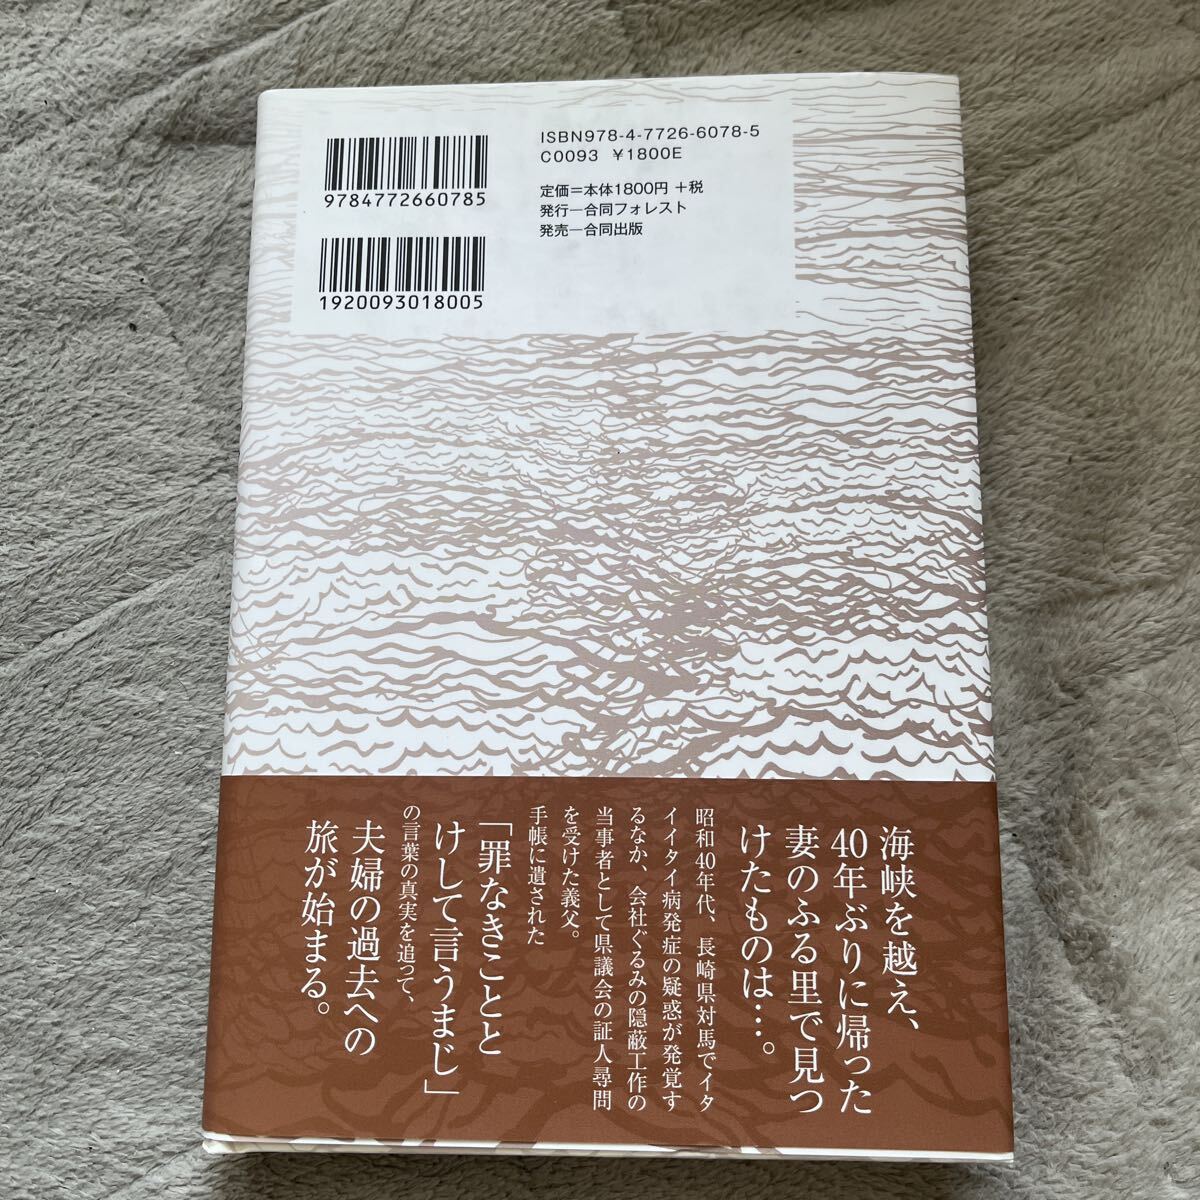 ISBN978-4-7726-6078-5
C0093 ¥1800E
定価=本体1800円+税
発行─合同フォレスト
発売─合同出版
9784772660785
1920093018005
海峡を越え、
40年ぶりに帰った
妻のふる里で見つ
けたものは…。
昭和40年代、長崎県対馬でイタ
イイタイ病発症の疑惑が発覚す
るなか、会社ぐるみの隠蔽工作の
当事者として県議会の証人尋問
を受けた義父。
手帳に遺された
「罪なきことと
けして言うまじ」
の言葉の真実を追って、
夫婦の過去への
旅が始まる。